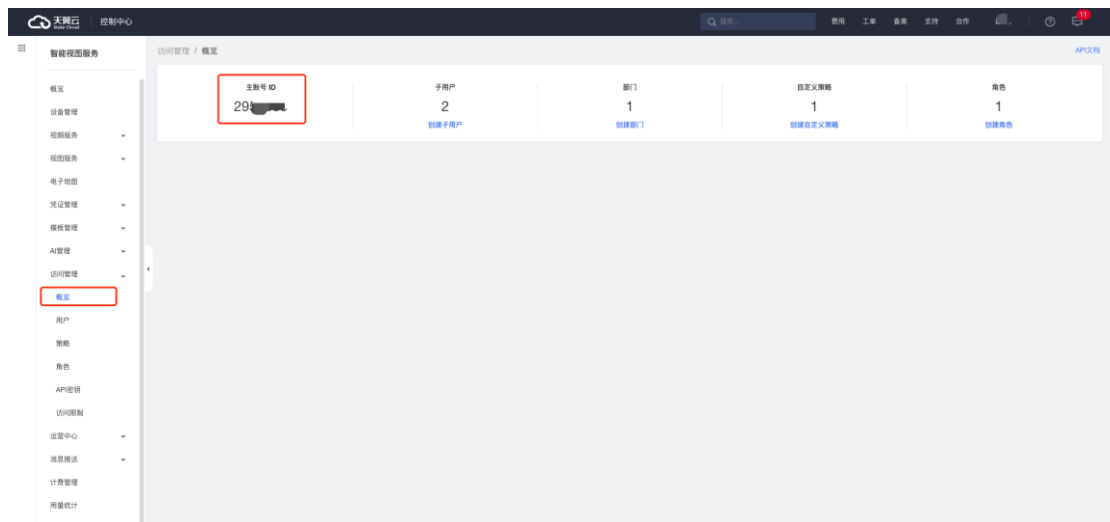 天翼云
State Cloud
控制中心
搜索...
费用
工单
备案
支持
合作
11
智能视图服务
访问管理 / 概览
API文档
概览
设备管理
视频服务
视图服务
电子地图
凭证管理
模板管理
AI管理
访问管理
概览
用户
策略
角色
API密钥
访问限制
运营中心
消息推送
计费管理
用量统计
主账号 ID
29
子用户
2
创建子用户
部门
1
创建部门
自定义策略
1
创建自定义策略
角色
1
创建角色